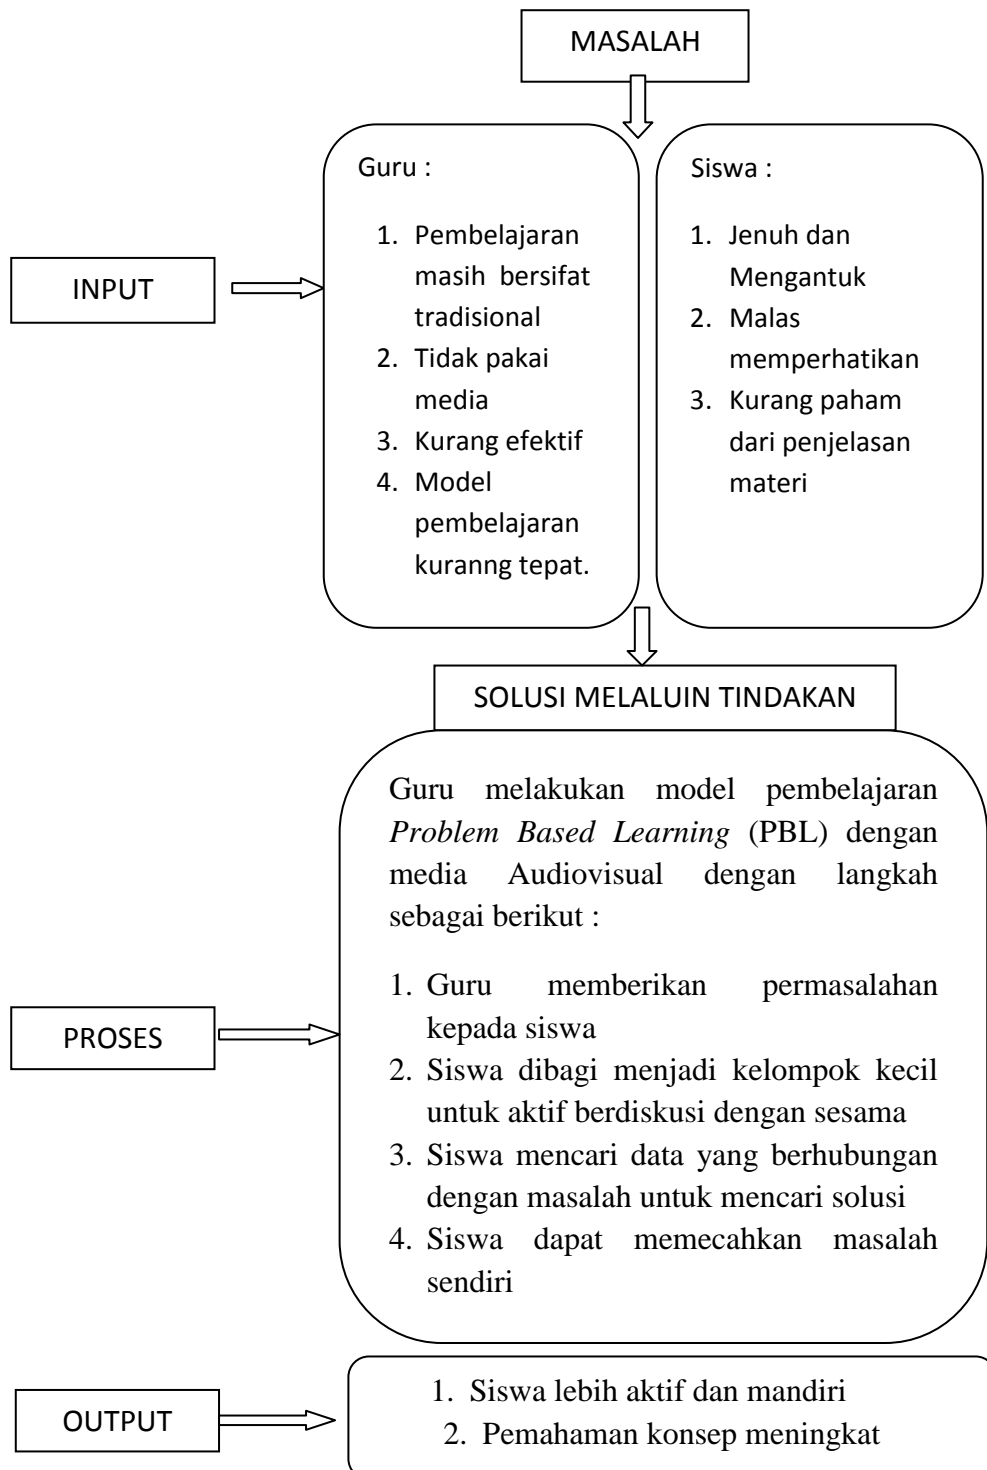 MASALAH
Guru :
1. Pembelajaran
masih bersifat
tradisional
2. Tidak pakai
media
3. Kurang efektif
4. Model
pembelajaran
kuranng tepat.
Siswa :
1. Jenuh dan
Mengantuk
2. Malas
memperhatikan
3. Kurang paham
dari penjelasan
materi
INPUT
SOLUSI MELALUIN TINDAKAN
Guru melakukan model pembelajaran
Problem Based Learning (PBL) dengan
media Audiovisual dengan langkah
sebagai berikut :
1. Guru memberikan permasalahan
kepada siswa
2. Siswa dibagi menjadi kelompok kecil
untuk aktif berdiskusi dengan sesama
3. Siswa mencari data yang berhubungan
dengan masalah untuk mencari solusi
4. Siswa dapat memecahkan masalah
sendiri
PROSES
1. Siswa lebih aktif dan mandiri
2. Pemahaman konsep meningkat
OUTPUT